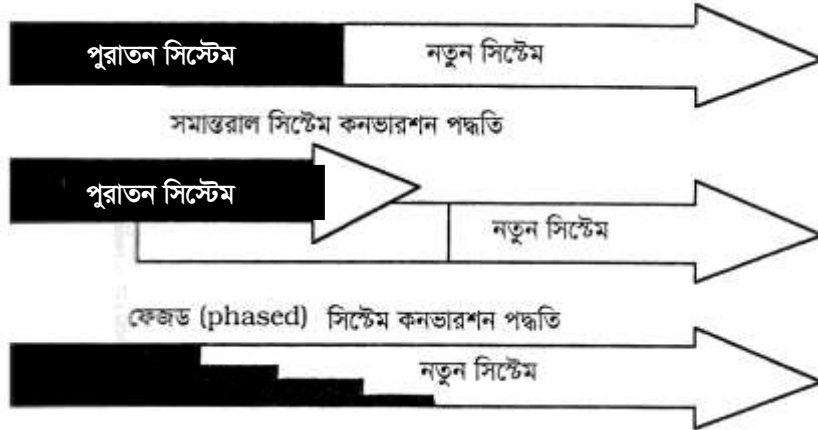 পুরাতন সিস্টেম নতুন সিস্টেম
সমান্তরাল সিস্টেম কনভারশন পদ্ধতি
পুরাতন সিস্টেম
নতুন সিস্টেম
ফেজড (phased) সিস্টেম কনভারশন পদ্ধতি
নতুন সিস্টেম